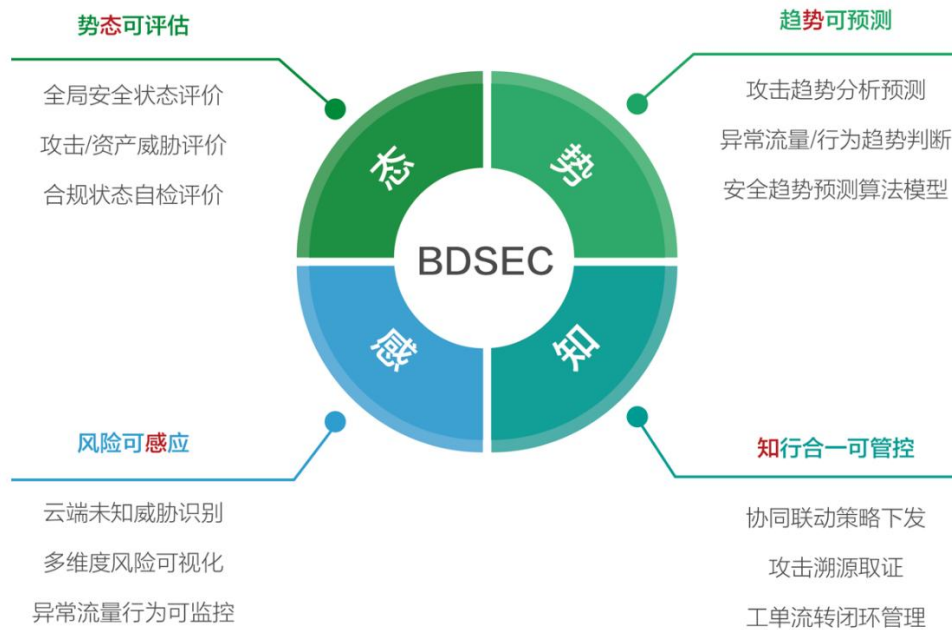 势态可评估
全局安全状态评价
攻击/资产威胁评价
合规状态自检评价
趋势可预测
攻击趋势分析预测
异常流量/行为趋势判断
安全趋势预测算法模型
态
势
BDSEC
感
知
风险可感应
云端未知威胁识别
多维度风险可视化
异常流量行为可监控
知行合一可管控
协同联动策略下发
攻击溯源取证
工单流转闭环管理